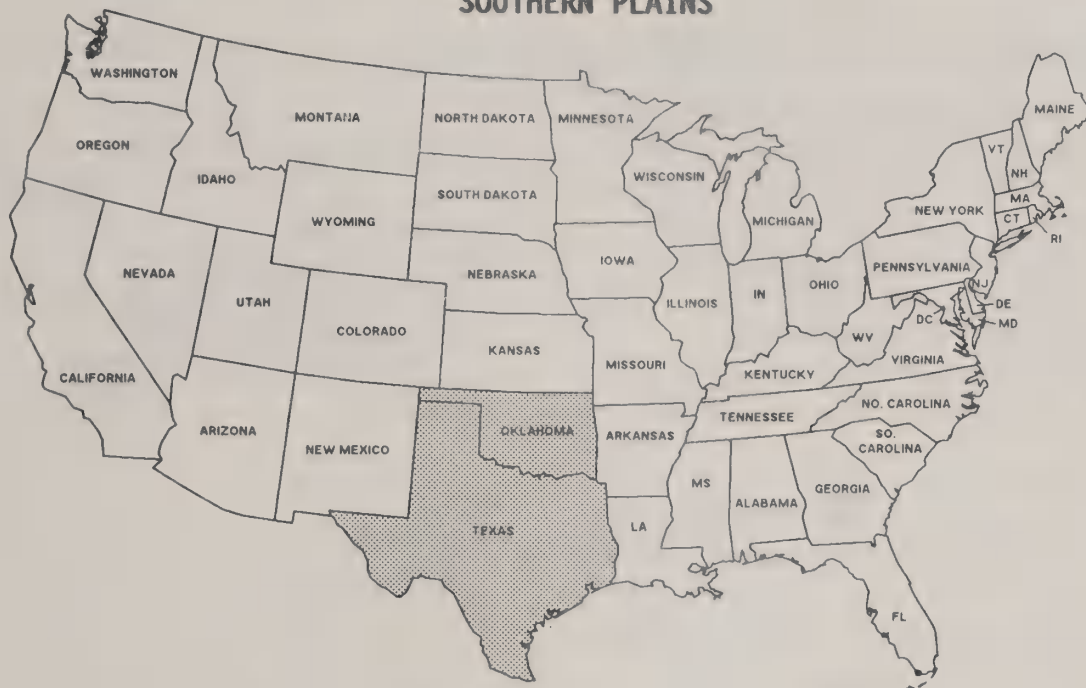 SOUTHERN PLAINS
WASHINGTON
MONTANA
NORTH DAKOTA
MINNESOTA
MAINE
OREGON
IDAHO
WYOMING
SOUTH DAKOTA
WISCONSIN
MICHIGAN
VT
NH
NEW YORK
MA
CT
RI
NEVADA
UTAH
COLORADO
NEBRASKA
IOWA
ILLINOIS
IN
OHIO
PENNSYLVANIA
NJ
DE
MD
DC
WV
VIRGINIA
CALIFORNIA
KANSAS
MISSOURI
KENTUCKY
ARIZONA
NEW MEXICO
OKLAHOMA
ARKANSAS
TENNESSEE
NO. CAROLINA
SO.
CAROLINA
TEXAS
LA
MS
ALABAMA
GEORGIA
FL